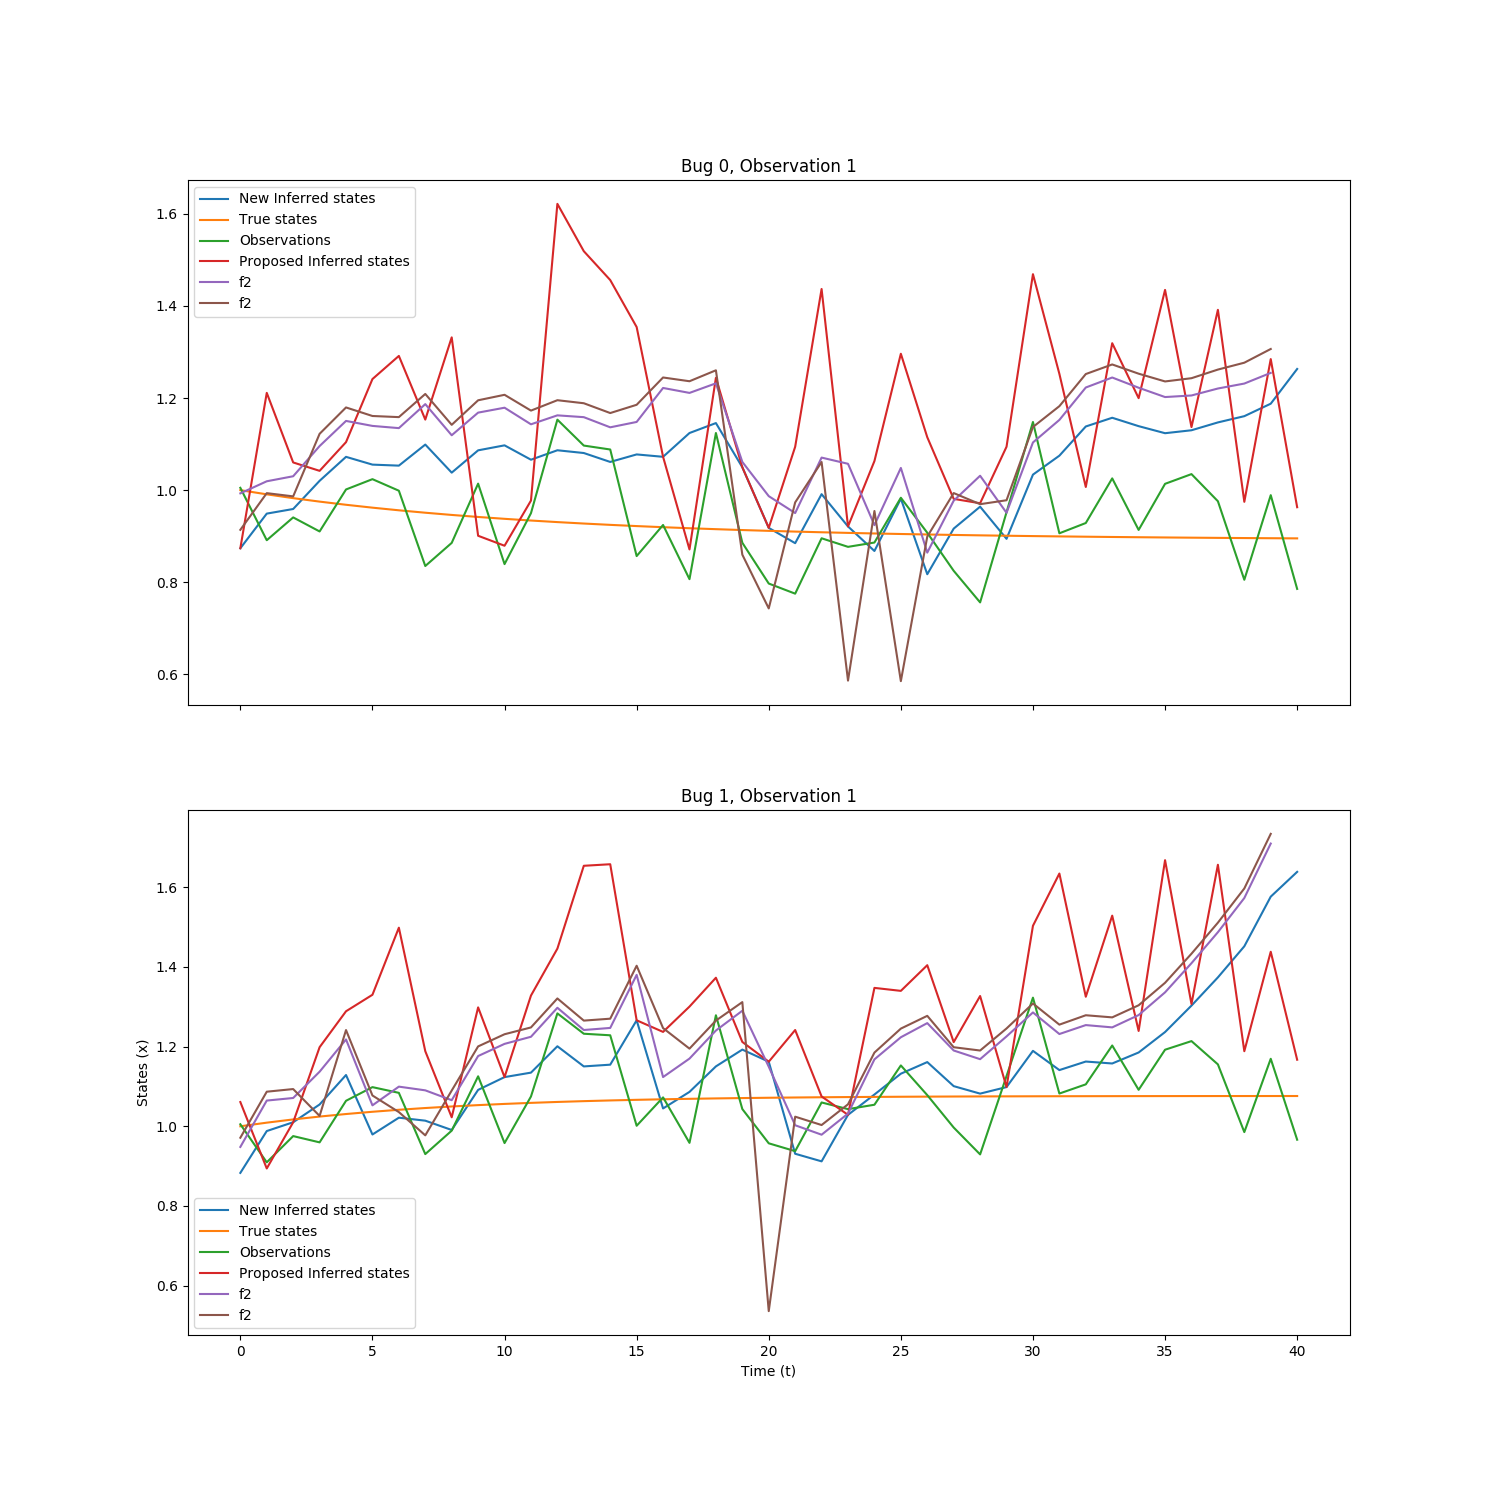 Bug 0, Observation 1
New Inferred states
True states
Observations
Proposed Inferred states
f2
f2
1.6
1.4
1.2
1.0
0.8
0.6
Bug 1, Observation 1
1.6
1.4
1.2
1.0
0.8
0.6
States (x)
New Inferred states
True states
Observations
Proposed Inferred states
f2
f2
0 5 10 15 20 25 30 35 40
Time (t)